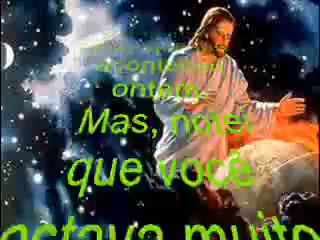 aconteceu
ontem.
Mas, notei
que você
estava muito